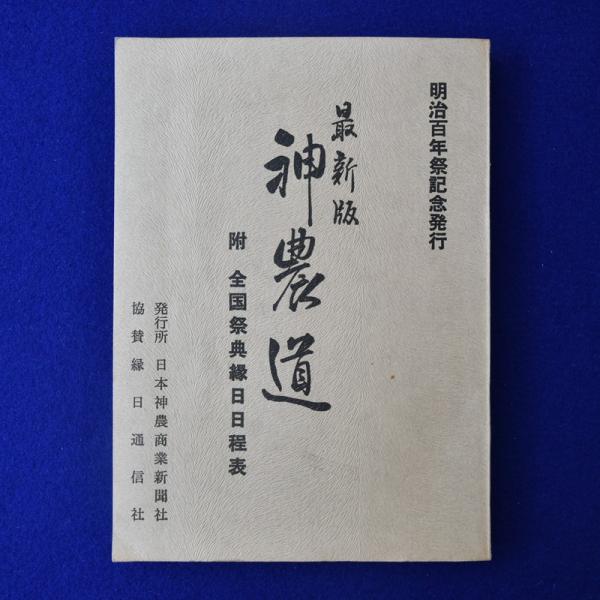 明治百年祭記念発行
最新版
神農道
附 全国祭典縁日日程表
発行所 日本神農商業新聞社
協賛 縁日通信社